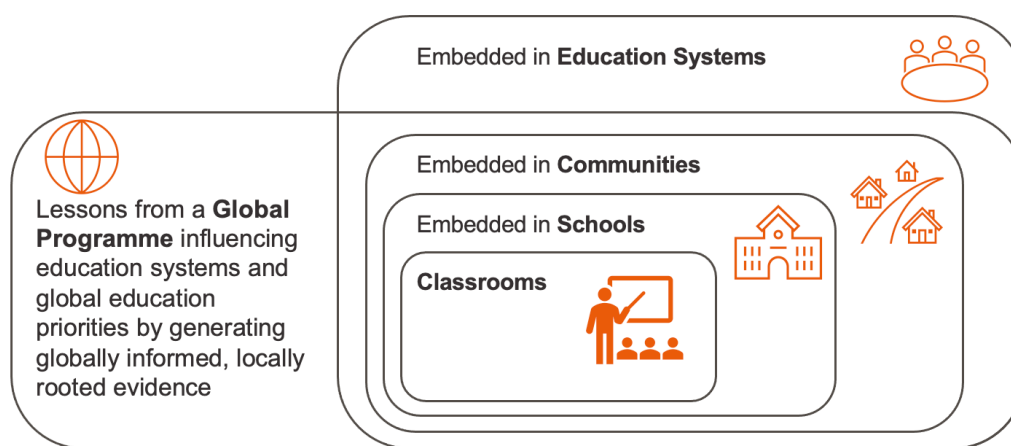 Embedded in Education Systems
Lessons from a Global
Programme influencing
education systems and
global education
priorities by generating
globally informed, locally
rooted evidence
Embedded in Communities
Embedded in Schools
Classrooms